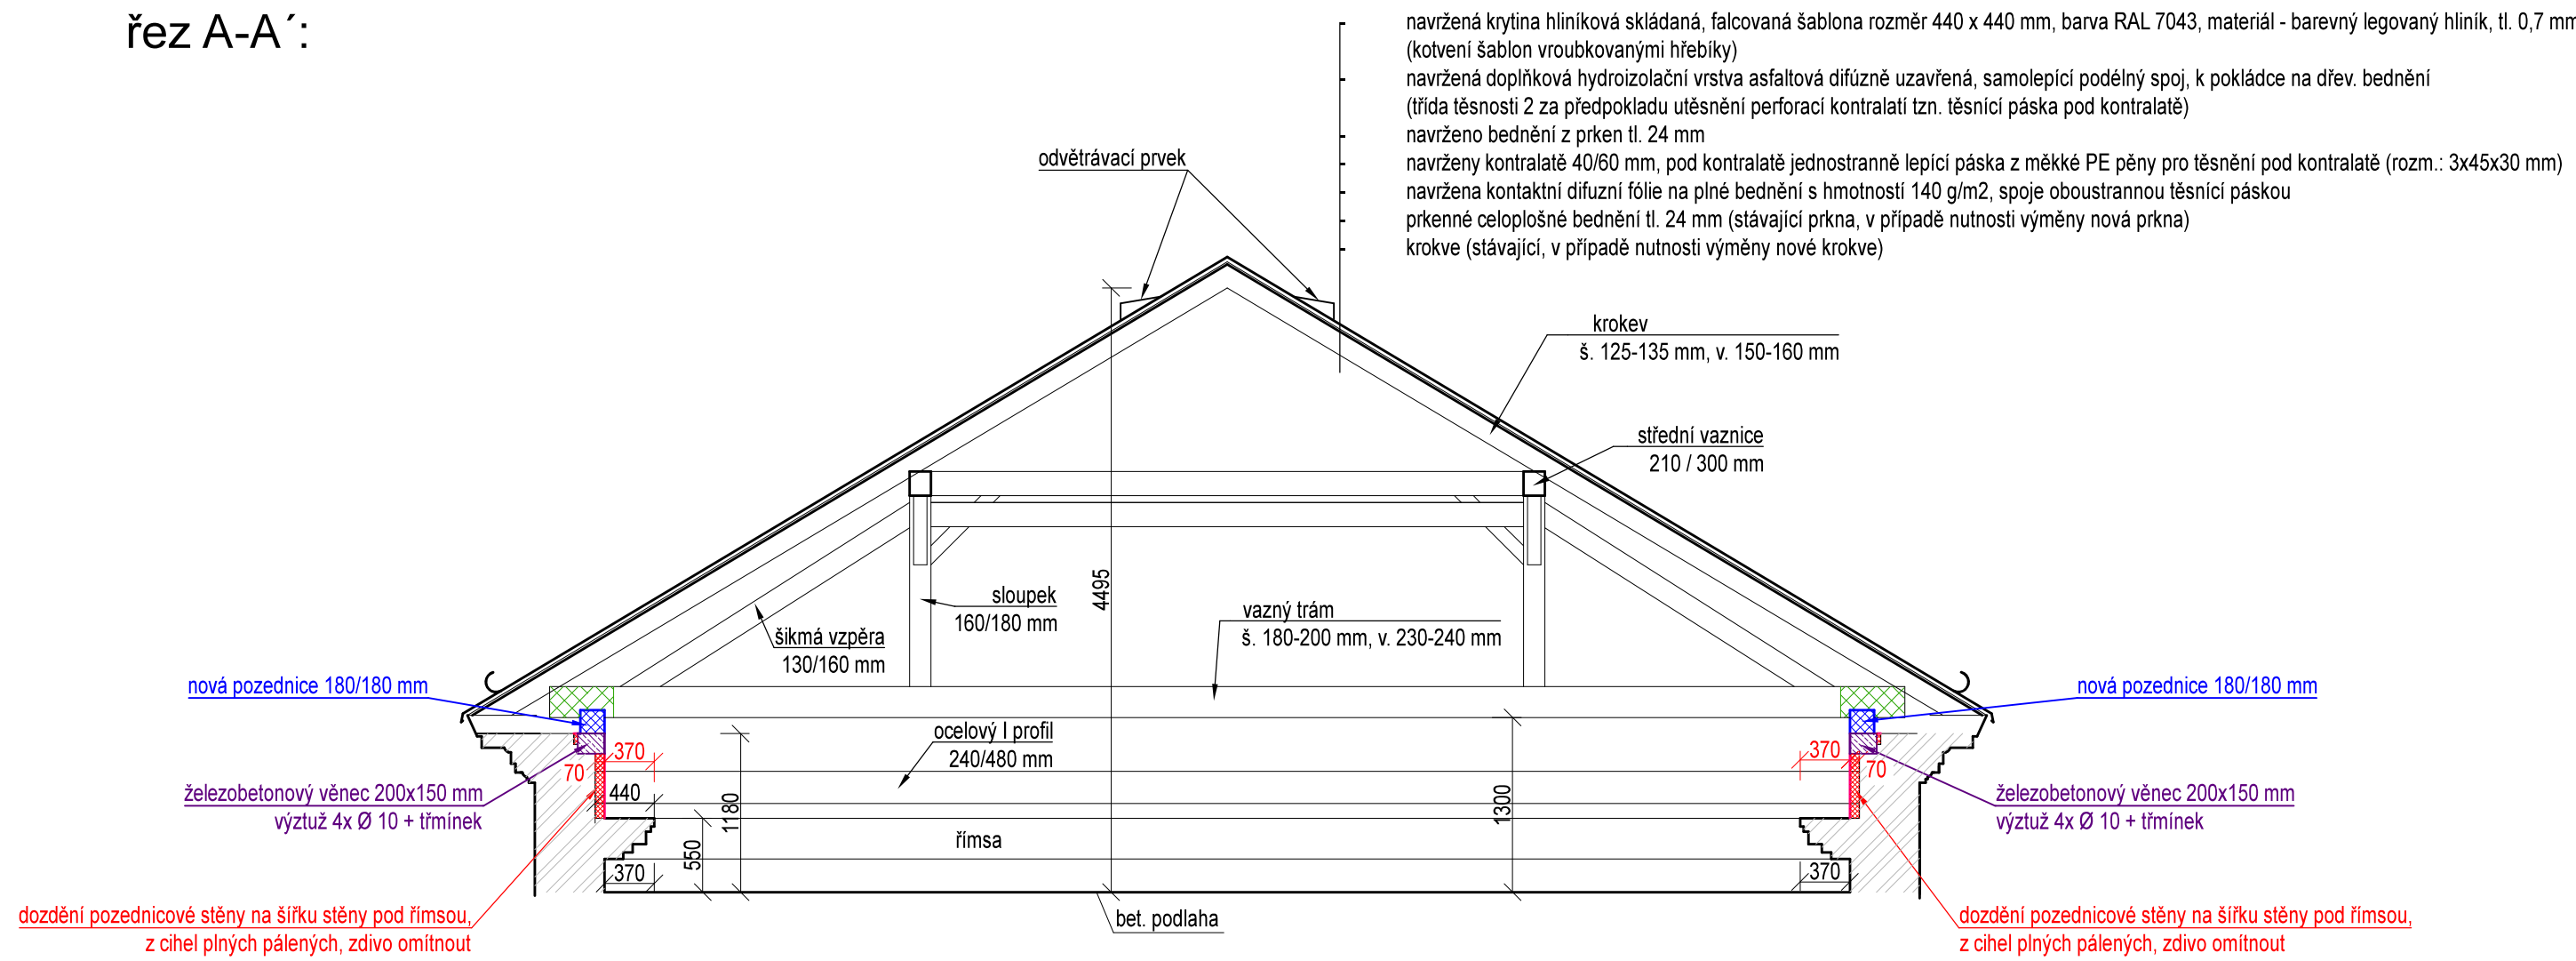 řez A-A´:
navržená krytina hliníková skládaná, falcovaná šablona rozměr 440 x 440 mm, barva RAL 7043, materiál - barevný legovaný hliník, tl. 0,7 mm
(kotvení šablon vroubkovanými hřebíky)
navržená doplňková hydroizolační vrstva asfaltová difúzně uzavřená, samolepící podélný spoj, k pokládce na dřev. bednění
(třída těsnosti 2 za předpokladu utěsnění perforací kontralatí tzn. těsnící páska pod kontralatě)
navrženo bednění z prken tl. 24 mm
navrženy kontralatě 40/60 mm, pod kontralatě jednostranně lepící páska z měkké PE pěny pro těsnění pod kontralatě (rozm.: 3x45x30 mm)
navržena kontaktní difuzní fólie na plné bednění s hmotností 140 g/m2, spoje oboustrannou těsnící páskou
prkenné celoplošné bednění tl. 24 mm (stávající prkna, v případě nutnosti výměny nová prkna)
krokve (stávající, v případě nutnosti výměny nové krokve)
odvětrávací prvek
krokev
š. 125-135 mm, v. 150-160 mm
střední vaznice
210 / 300 mm
4495
sloupek
160/180 mm
vazný trám
š. 180-200 mm, v. 230-240 mm
šikmá vzpěra
130/160 mm
nová pozednice 180/180 mm
nová pozednice 180/180 mm
ocelový I profil
240/480 mm
370
70
440
1180
1300
370
70
železobetonový věnec 200x150 mm
výztuž 4x Ø 10 + třmínek
železobetonový věnec 200x150 mm
výztuž 4x Ø 10 + třmínek
římsa
550
370
370
dozdění pozednicové stěny na šířku stěny pod římsou,
z cihel plných pálených, zdivo omítnout
bet. podlaha
dozdění pozednicové stěny na šířku stěny pod římsou,
z cihel plných pálených, zdivo omítnout